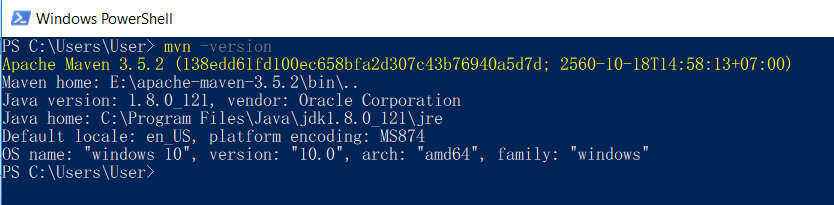 Windows PowerShell
PS C:\Users\User> mvn -version
Apache Maven 3.5.2 (138edd61fd100ec658bfa2d307c43b76940a5d7d; 2560-10-18T14:58:13+07:00)
Maven home: E:\apache-maven-3.5.2\bin\..
Java version: 1.8.0_121, vendor: Oracle Corporation
Java home: C:\Program Files\Java\jdk1.8.0_121\jre
Default locale: en_US, platform encoding: MS874
OS name: "windows 10", version: "10.0", arch: "amd64", family: "windows"
PS C:\Users\User>